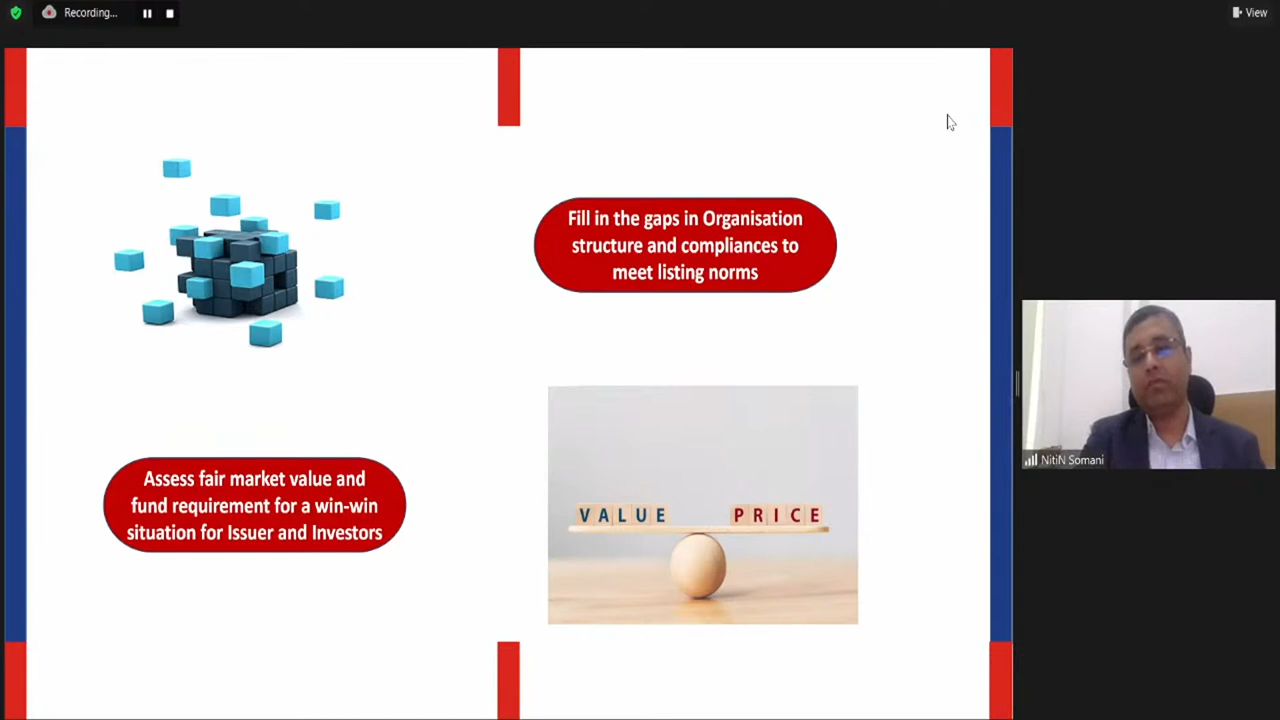 Recording...
View
Fill in the gaps in Organisation
structure and compliances to
meet listing norms
Assess fair market value and
fund requirement for a win-win
situation for Issuer and Investors
VALUE PRICE
NitiN Somani